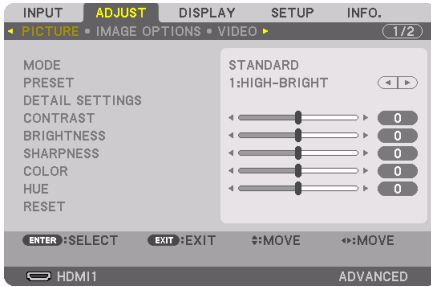 INPUT ADJUST DISPLAY SETUP INFO.
PICTURE • IMAGE OPTIONS • VIDEO 1/2
MODE STANDARD
PRESET 1:HIGH-BRIGHT
DETAIL SETTINGS
CONTRAST 0
BRIGHTNESS 0
SHARPNESS 0
COLOR 0
HUE 0
RESET
ENTER:SELECT EXIT:EXIT :MOVE :MOVE
HDMI1 ADVANCED